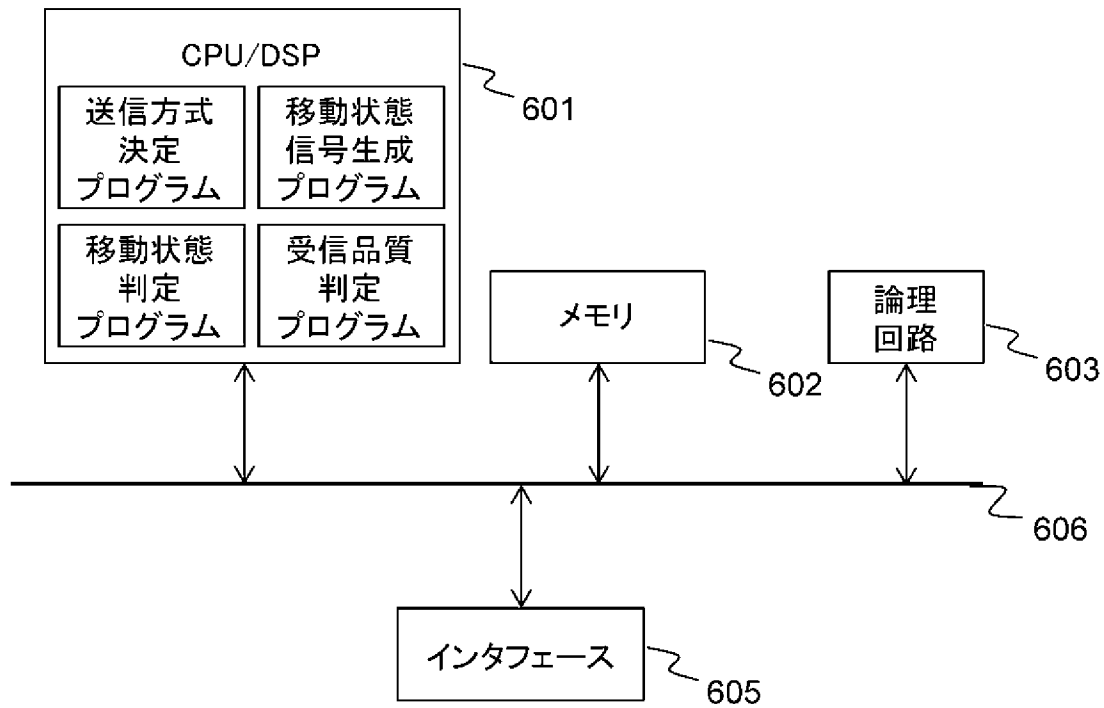 CPU/DSP
送信方式
決定
プログラム
移動状態
信号生成
プログラム
移動状態
判定
プログラム
受信品質
判定
プログラム
601
メモリ
602
論理
回路
603
606
インタフェース
605